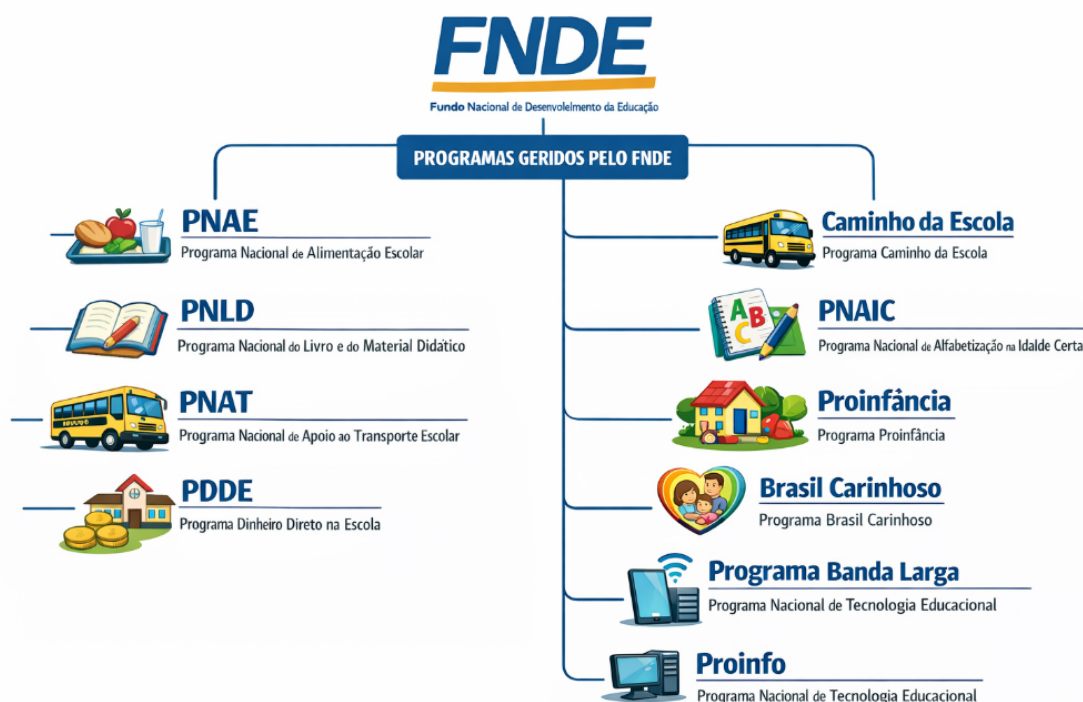 FNDE
Fundo Nacional de Desenvolelmento da Educação
PROGRAMAS GERIDOS PELO FNDE
PNAE
Programa Nacional de Alimentação Escolar
PNLD
Programa Nacional do Livro e do Material Didático
PNAT
Programa Nacional de Apoio ao Transporte Escolar
PDDE
Programa Dinheiro Direto na Escola
Caminho da Escola
Programa Caminho da Escola
PNAIC
Programa Nacional de Alfabetização na Idalde Certa
A B C
Proinfância
Programa Proinfância
Brasil Carinhoso
Programa Brasil Carinhoso
Programa Banda Larga
Programa Nacional de Tecnologia Educacional
Proinfo
Programa Nacional de Tecnologia Educacional